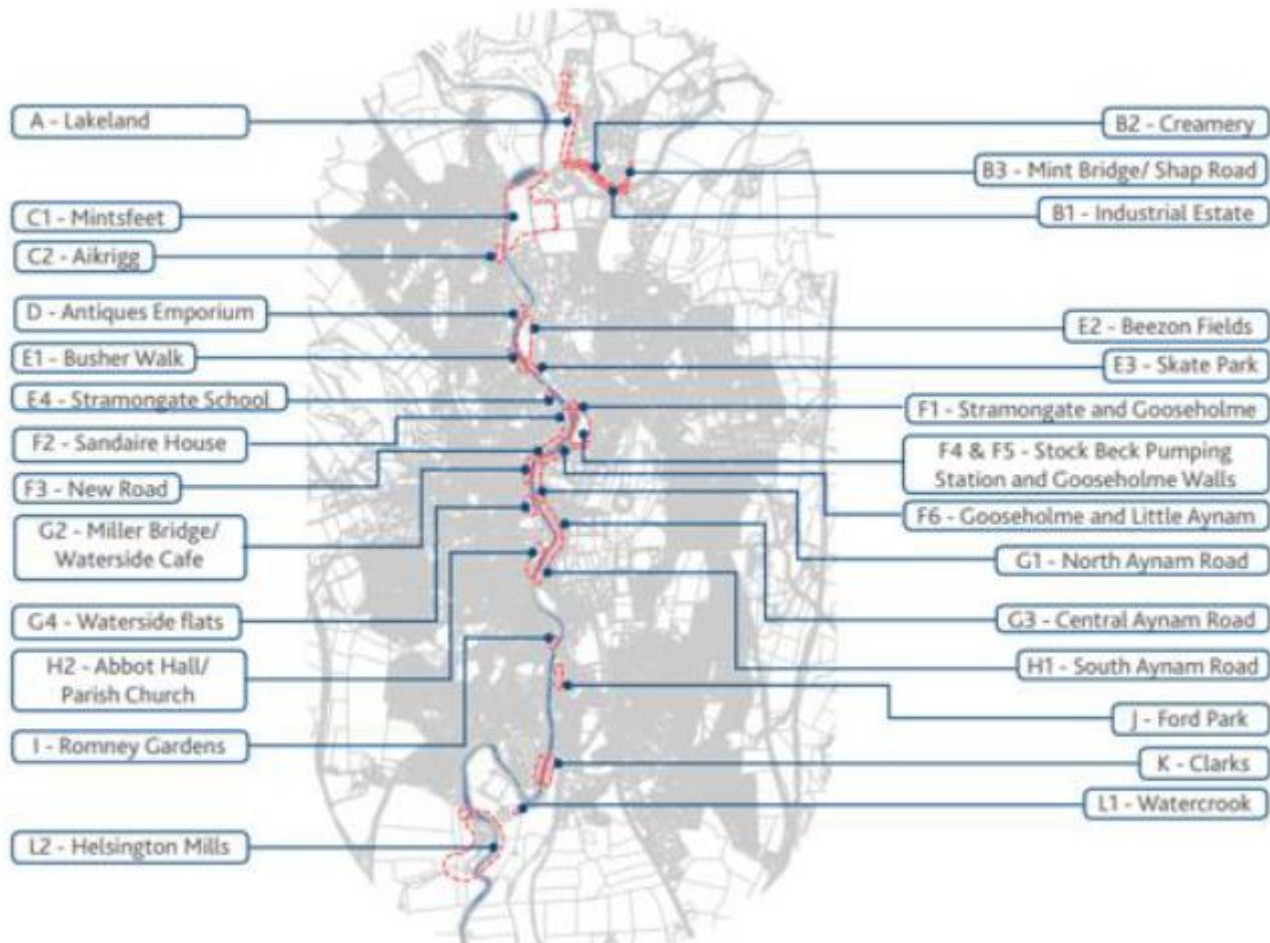 A - Lakeland
C1 - Mintsfeet
C2 - Aikrigg
D - Antiques Emporium
E1 - Busher Walk
E4 - Stramongate School
F2 - Sandaire House
F3 - New Road
G2 - Miller Bridge/
Waterside Cafe
G4 - Waterside flats
H2 - Abbot Hall/
Parish Church
I - Romney Gardens
L2 - Helsington Mills
B2 - Creamery
B3 - Mint Bridge/ Shap Road
B1 - Industrial Estate
E2 - Beezon Fields
E3 - Skate Park
F1 - Stramongate and Gooseholme
F4 & F5 - Stock Beck Pumping
Station and Gooseholme Walls
F6 - Gooseholme and Little Aynam
G1 - North Aynam Road
G3 - Central Aynam Road
H1 - South Aynam Road
J - Ford Park
K - Clarks
L1 - Watercrook